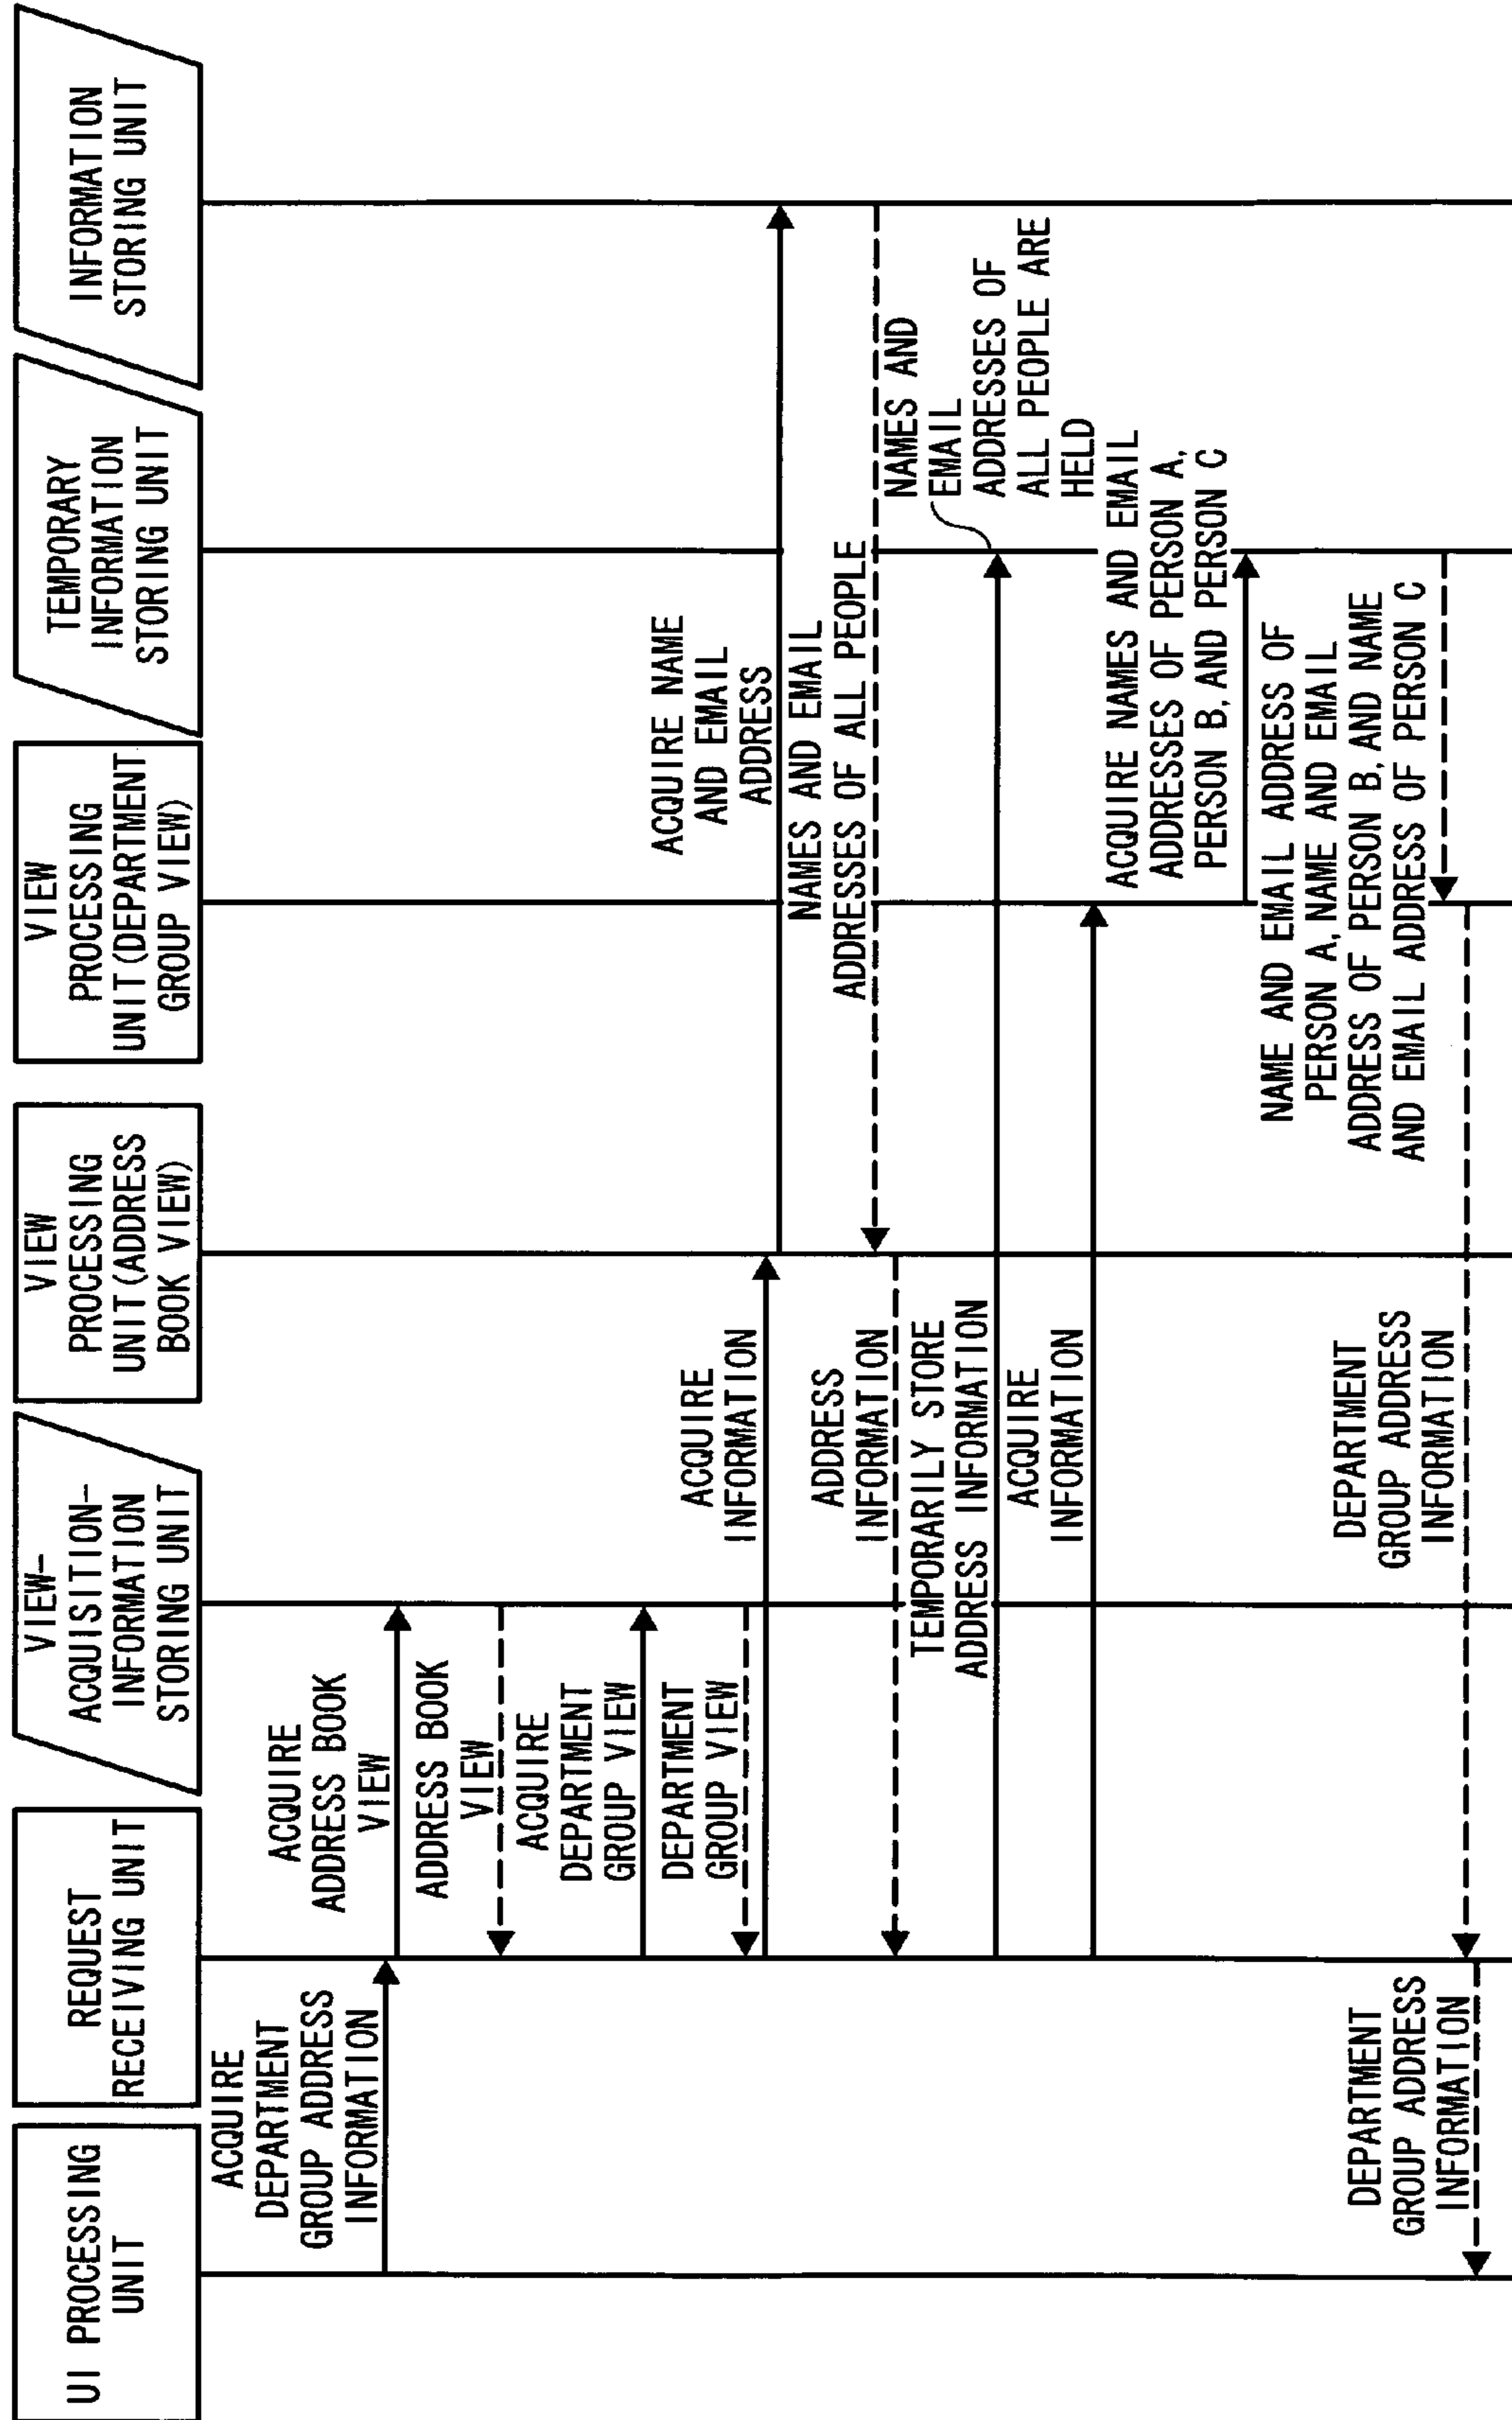 UI PROCESSING
UNIT
REQUEST
RECEIVING UNIT
VIEW-
ACQUISITION-
INFORMATION
STORING UNIT
VIEW
PROCESSING
UNIT(ADDRESS
BOOK VIEW)
VIEW
PROCESSING
UNIT(DEPARTMENT
GROUP VIEW)
TEMPORARY
INFORMATION
STORING UNIT
INFORMATION
STORING UNIT
ACQUIRE
DEPARTMENT
GROUP ADDRESS
INFORMATION
ACQUIRE
ADDRESS BOOK
VIEW
ADDRESS BOOK
VIEW
ACQUIRE
DEPARTMENT
GROUP VIEW
DEPARTMENT
GROUP VIEW
ACQUIRE
INFORMATION
ACQUIRE NAME
AND EMAIL
ADDRESS
NAMES AND EMAIL
ADDRESSES OF ALL PEOPLE
ADDRESS
INFORMATION
TEMPORARILY STORE
ADDRESS INFORMATION
NAMES AND
EMAIL
ADDRESSES OF
ALL PEOPLE ARE
HELD
ACQUIRE
INFORMATION
ACQUIRE NAMES AND EMAIL
ADDRESSES OF PERSON A,
PERSON B, AND PERSON C
NAME AND EMAIL ADDRESS OF
PERSON A, NAME AND EMAIL
ADDRESS OF PERSON B, AND NAME
AND EMAIL ADDRESS OF PERSON C
DEPARTMENT
GROUP ADDRESS
INFORMATION
DEPARTMENT
GROUP ADDRESS
INFORMATION